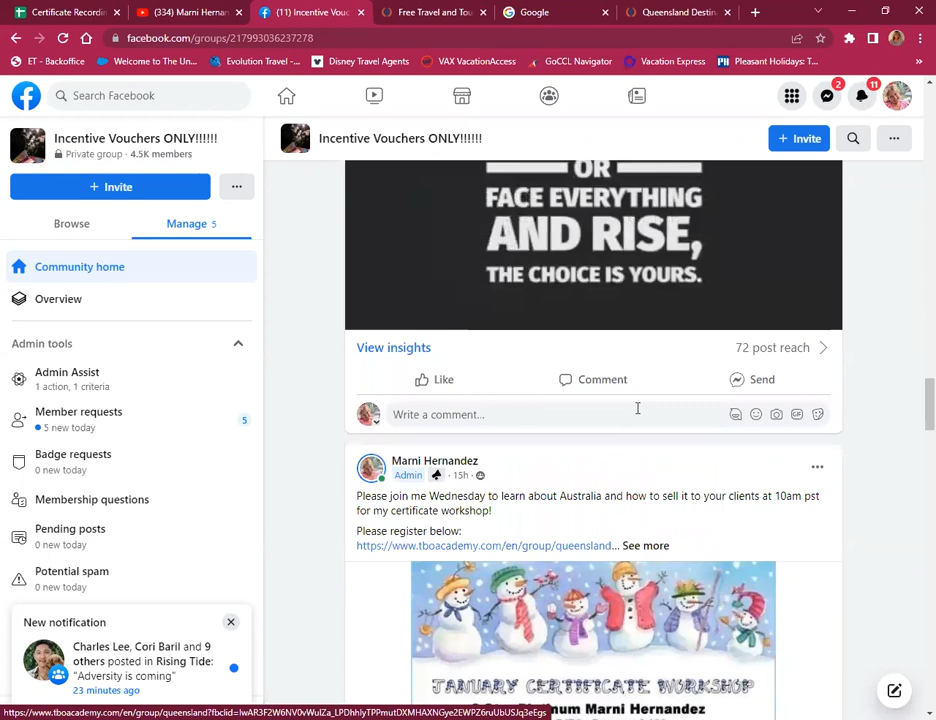 Certificate Recordin
(334) Marni Hernan
(11) Incentive Vouc
Free Travel and Tou
Google
Queensland Destin
facebook.com/groups/217993036237278
ET - Backoffice
Welcome to The Un...
Evolution Travel -...
Disney Travel Agents
VAX VacationAccess
GoCCL Navigator
Vacation Express
Pleasant Holidays: T...
Search Facebook
2
11
Incentive Vouchers ONLY!!!!!!
Private group · 4.5K members
+ Invite
Browse
Manage 5
Community home
Overview
Admin tools
Admin Assist
1 action, 1 criteria
Member requests
5 new today
5
Badge requests
0 new today
Membership questions
Pending posts
0 new today
Potential spam
0 new today
New notification
Charles Lee, Cori Baril and 9
others posted in Rising Tide:
"Adversity is coming"
23 minutes ago
Incentive Vouchers ONLY!!!!!!
+ Invite
OR
FACE EVERYTHING
AND RISE,
THE CHOICE IS YOURS.
View insights
72 post reach
Like
Comment
Send
Write a comment...
GIF
Marni Hernandez
Admin · 15h ·
Please join me Wednesday to learn about Australia and how to sell it to your clients at 10am pst
for my certificate workshop!
Please register below:
https://www.tboacademy.com/en/group/queensland... See more
JANUARY CERTIFICATE WORKSHOP
Platinum Marni Hernandez